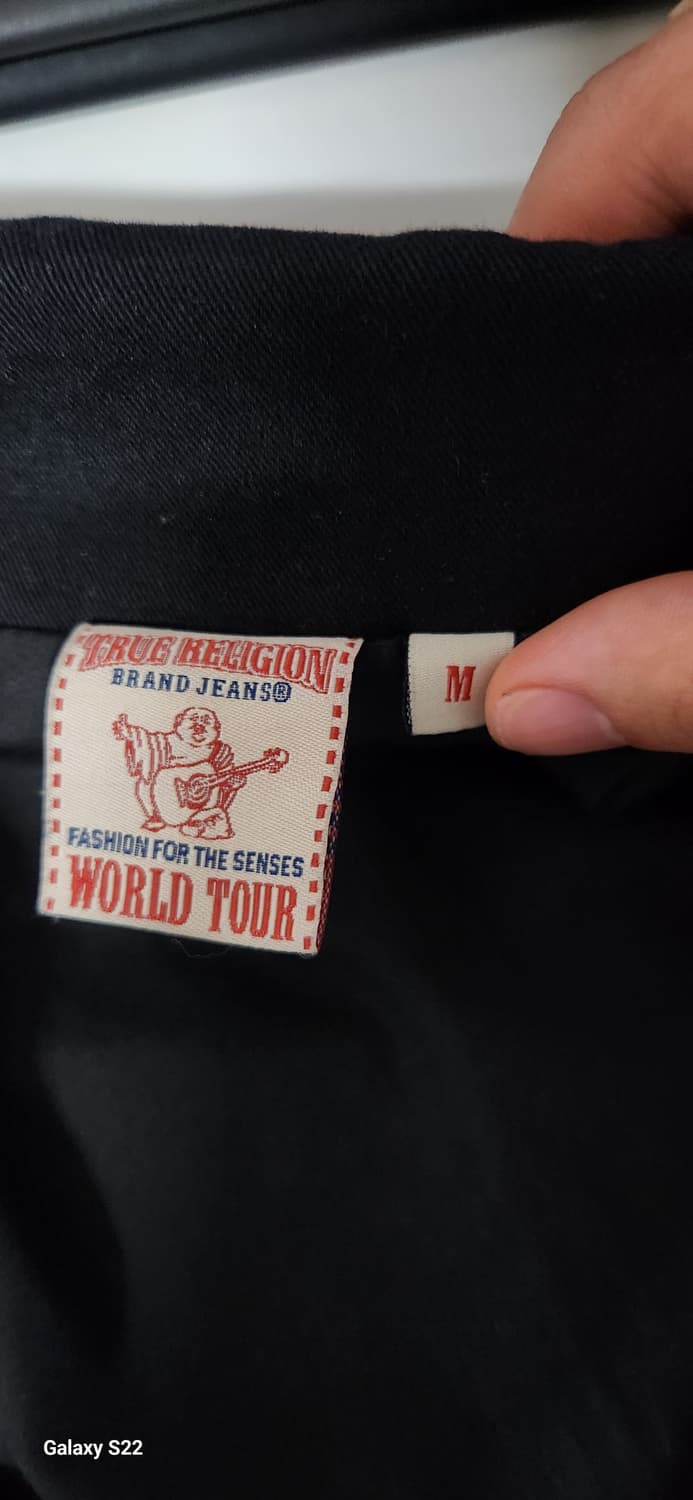 TRUE RELIGION
BRAND JEANS®
FASHION FOR THE SENSES
WORLD TOUR
M
Galaxy S22